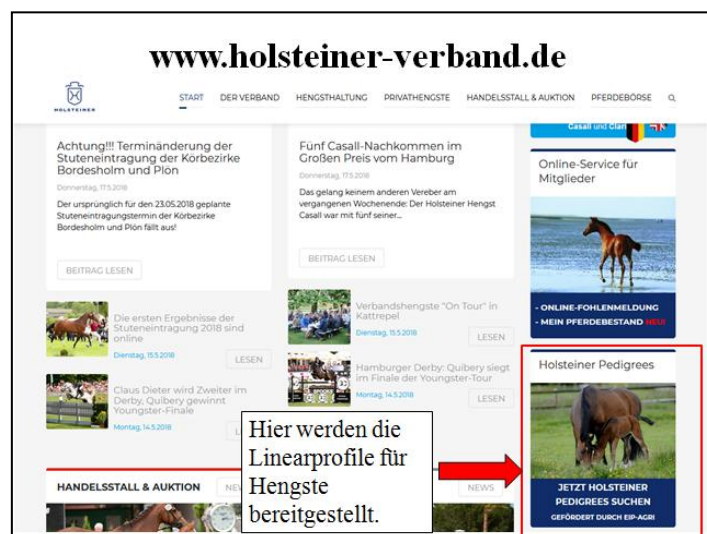 www.holsteiner-verband.de
HOLSTEINER
START DER VERBAND HENGSTHALTUNG PRIVATHENGSTE HANDELSSTALL & AUKTION PFERDEBÖRSE
Achtung!!! Terminänderung der
Stuteneintragung der Körbezirke
Bordesholm und Plön
Donnerstag, 17.5.2018
Der ursprünglich für den 23.05.2018 geplante
Stuteneintragungstermin der Körbezirke
Bordesholm und Plön fällt aus!
BEITRAG LESEN
Die ersten Ergebnisse der
Stuteneintragung 2018 sind
online
Dienstag, 15.5.2018
LESEN
Claus Dieter wird Zweiter im
Derby, Quibery gewinnt
Youngster-Finale
Montag, 14.5.2018
Fünf Casall-Nachkommen im
Großen Preis vom Hamburg
Donnerstag, 17.5.2018
Das gelang keinem anderen Vereber am
vergangenen Wochenende: Der Holsteiner Hengst
Casall war mit fünf seiner...
BEITRAG LESEN
Verbandshengste "On Tour" in
Kattrepel
Dienstag, 15.5.2018
LESEN
Hamburger Derby: Quibery siegt
im Finale der Youngster-Tour
Montag, 14.5.2018
LESEN
Casall und
Online-Service für
Mitglieder
- ONLINE-FOHLENMELDUNG
- MEIN PFERDEBESTAND NEU!
Holsteiner Pedigrees
JETZT HOLSTEINER
PEDIGREES SUCHEN
GEFÖRDERT DURCH EIP-AGRI
Hier werden die
Linearprofile für
Hengste
bereitgestellt.
HANDELSSTALL & AUKTION
NEWS